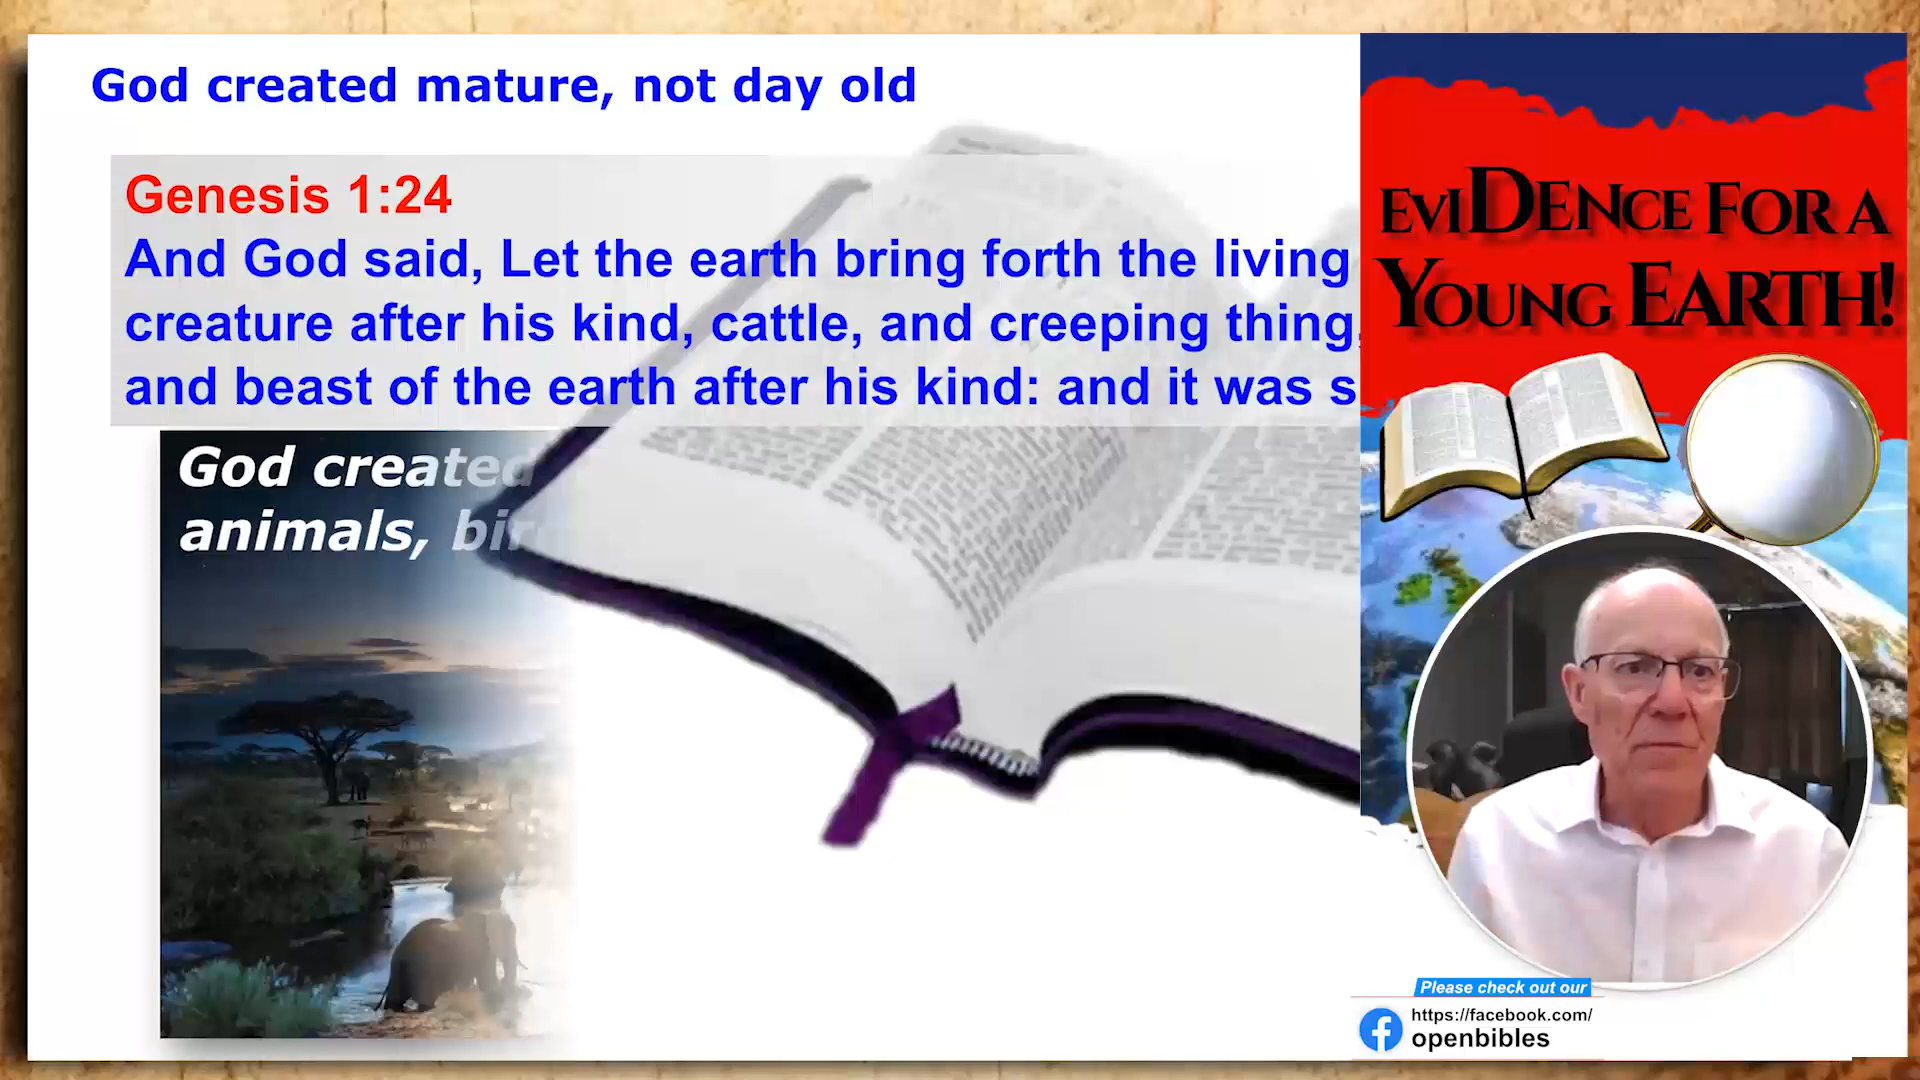 God created mature, not day old
Genesis 1:24
And God said, Let the earth bring forth the living
creature after his kind, cattle, and creeping thing,
and beast of the earth after his kind: and it was s
God created
animals, bir
EviDence For a
Young Earth!
Please check out our
https://facebook.com/
openbibles